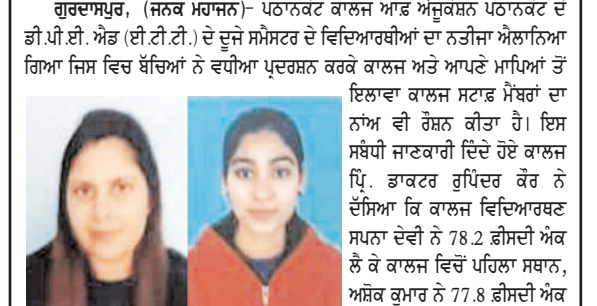 ਗੁਰਦਾਸਪੁਰ, (ਜਨਕ ਮਹਾਜਨ)- ਪਠਾਨਕੋਟ ਕਾਲਜ ਆਫ਼ ਐਜੂਕੇਸ਼ਨ ਪਠਾਨਕੋਟ ਦੇ
ਡੀ.ਪੀ.ਈ. ਐਡ (ਈ.ਟੀ.ਟੀ.) ਦੇ ਦੂਜੇ ਸਮੈਸਟਰ ਦੇ ਵਿਦਿਆਰਥੀਆਂ ਦਾ ਨਤੀਜਾ ਐਲਾਨਿਆ
ਗਿਆ ਜਿਸ ਵਿਚ ਬੱਚਿਆਂ ਨੇ ਵਧੀਆ ਪ੍ਰਦਰਸ਼ਨ ਕਰਕੇ ਕਾਲਜ ਅਤੇ ਆਪਣੇ ਮਾਪਿਆਂ ਤੋਂ
ਇਲਾਵਾ ਕਾਲਜ ਸਟਾਫ਼ ਮੈਂਬਰਾਂ ਦਾ
ਨਾਂਅ ਵੀ ਰੌਸ਼ਨ ਕੀਤਾ ਹੈ। ਇਸ
ਸਬੰਧੀ ਜਾਣਕਾਰੀ ਦਿੰਦੇ ਹੋਏ ਕਾਲਜ
ਪ੍ਰਿੰ. ਡਾਕਟਰ ਰੁਪਿੰਦਰ ਕੌਰ ਨੇ
ਦੱਸਿਆ ਕਿ ਕਾਲਜ ਵਿਦਿਆਰਥਣ
ਸਪਨਾ ਦੇਵੀ ਨੇ 78.2 ਫ਼ੀਸਦੀ ਅੰਕ
ਲੈ ਕੇ ਕਾਲਜ ਵਿਚੋਂ ਪਹਿਲਾ ਸਥਾਨ,
ਅਸ਼ੋਕ ਕੁਮਾਰ ਨੇ 77.8 ਫ਼ੀਸਦੀ ਅੰਕ